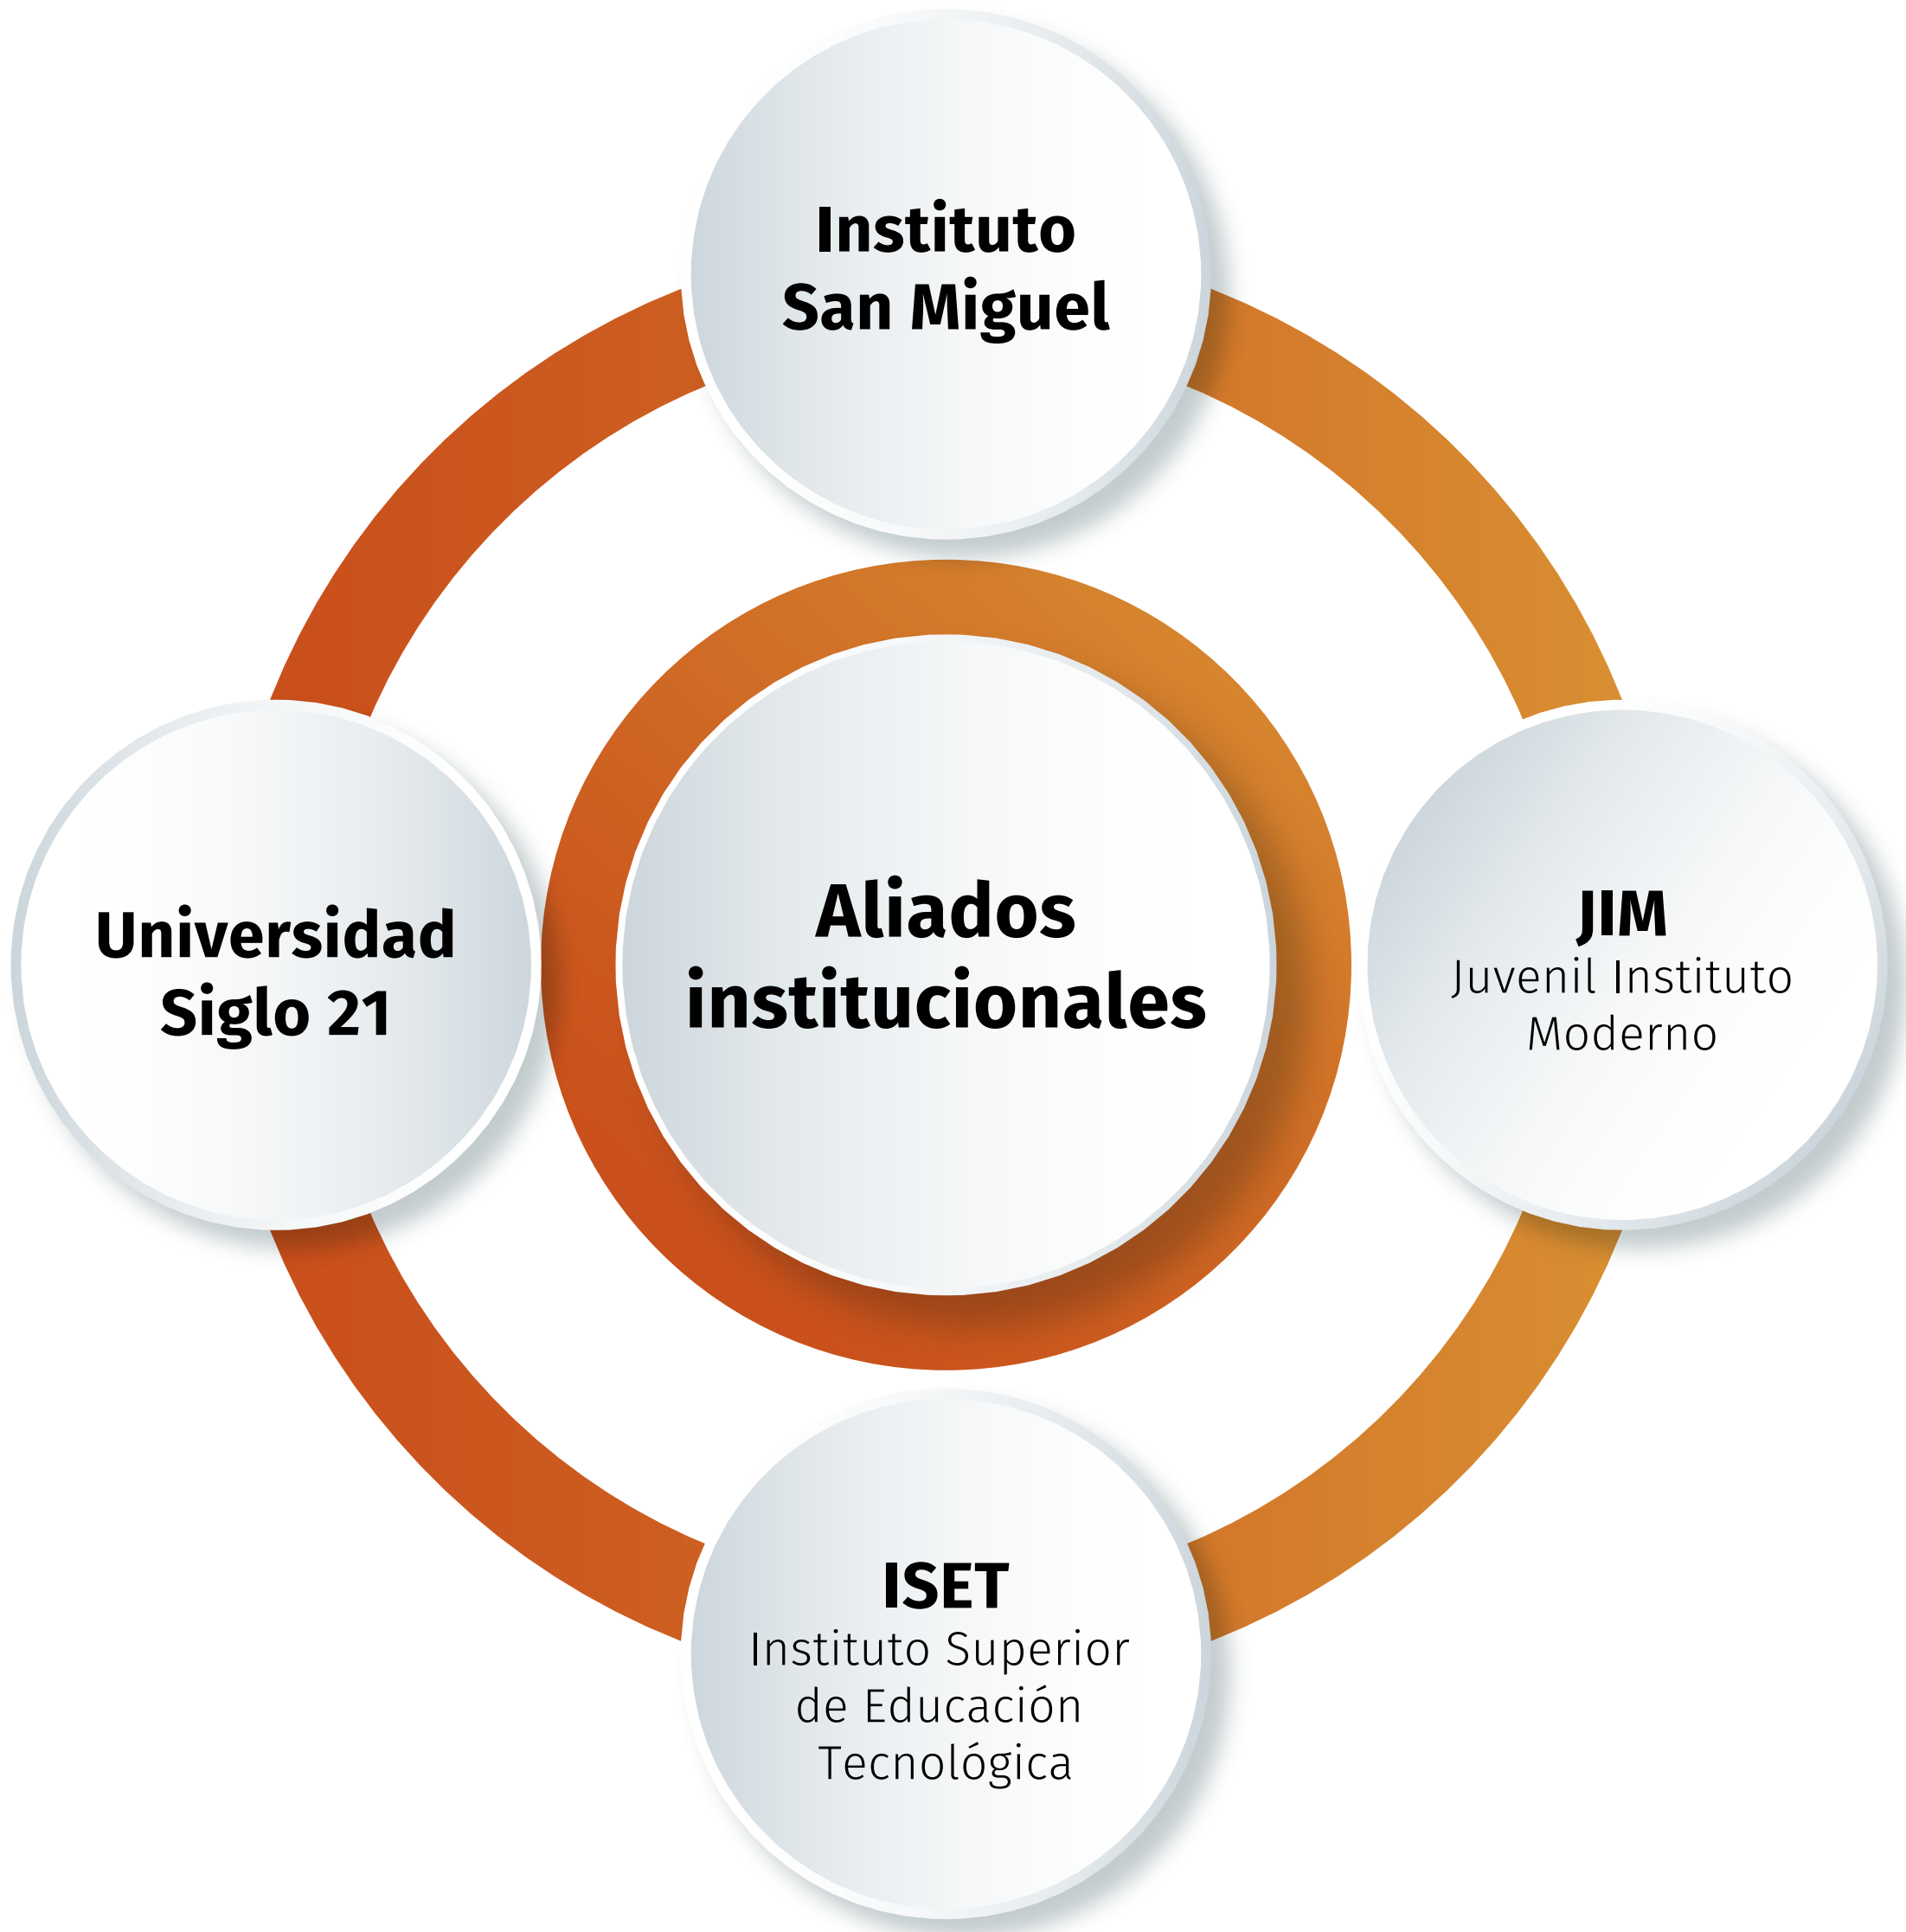 Instituto
San Miguel
Universidad
Siglo 21
Aliados
institucionales
JIM
Juvenil Instituto
Moderno
ISET
Instituto Superior
de Educación
Tecnológica